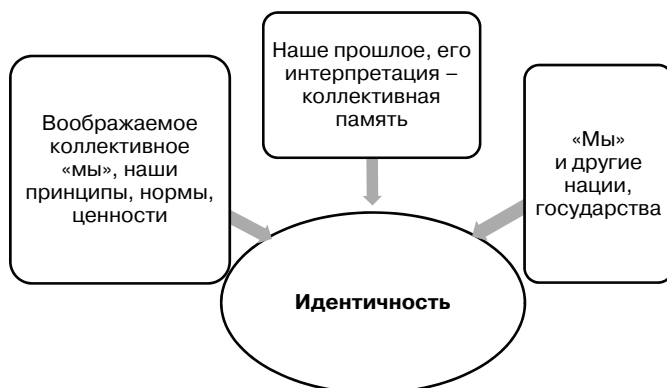 Воображаемое
коллективное
«мы», наши
принципы, нормы,
ценности
Наше прошлое, его
интерпретация –
коллективная
память
«Мы»
и другие
нации,
государства
Идентичность